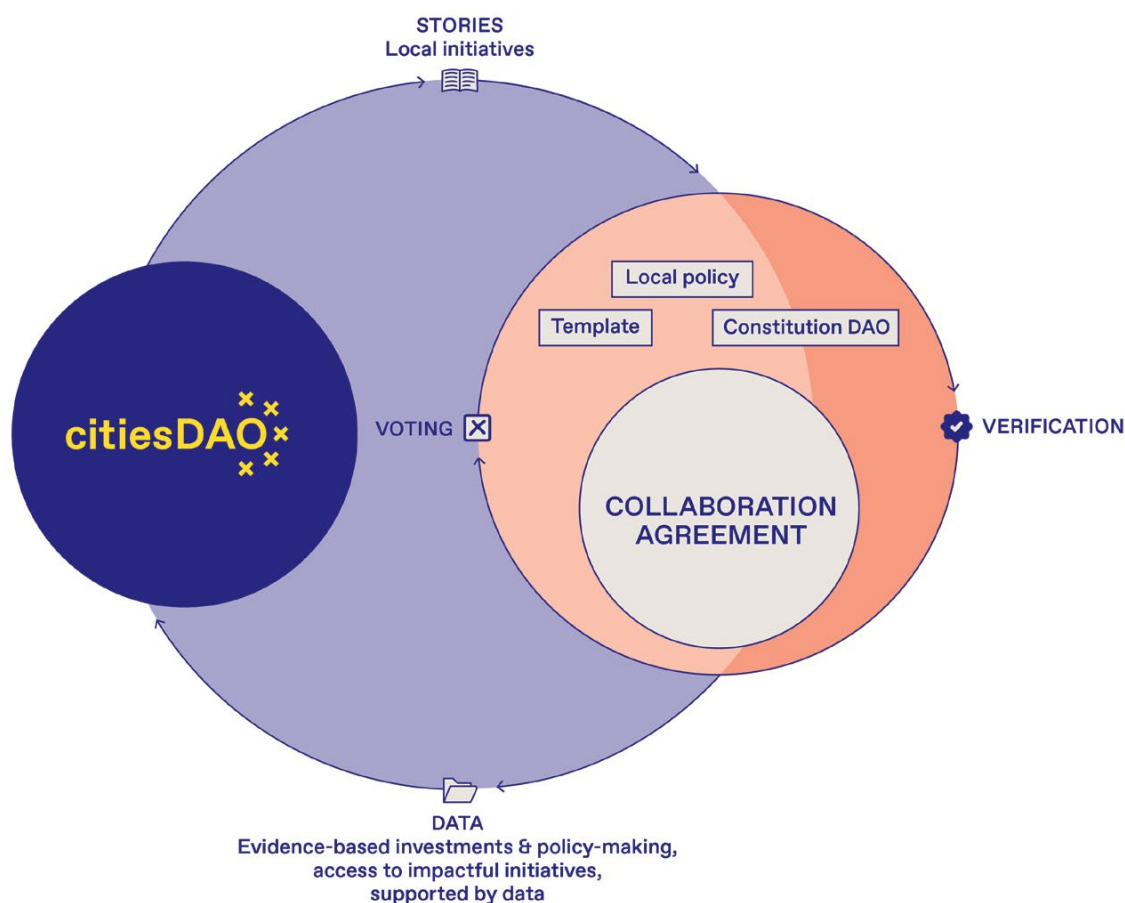 STORIES
Local initiatives
Local policy
Template
Constitution DAO
citiesDAO
VOTING
VERIFICATION
COLLABORATION
AGREEMENT
DATA
Evidence-based investments & policy-making,
access to impactful initiatives,
supported by data